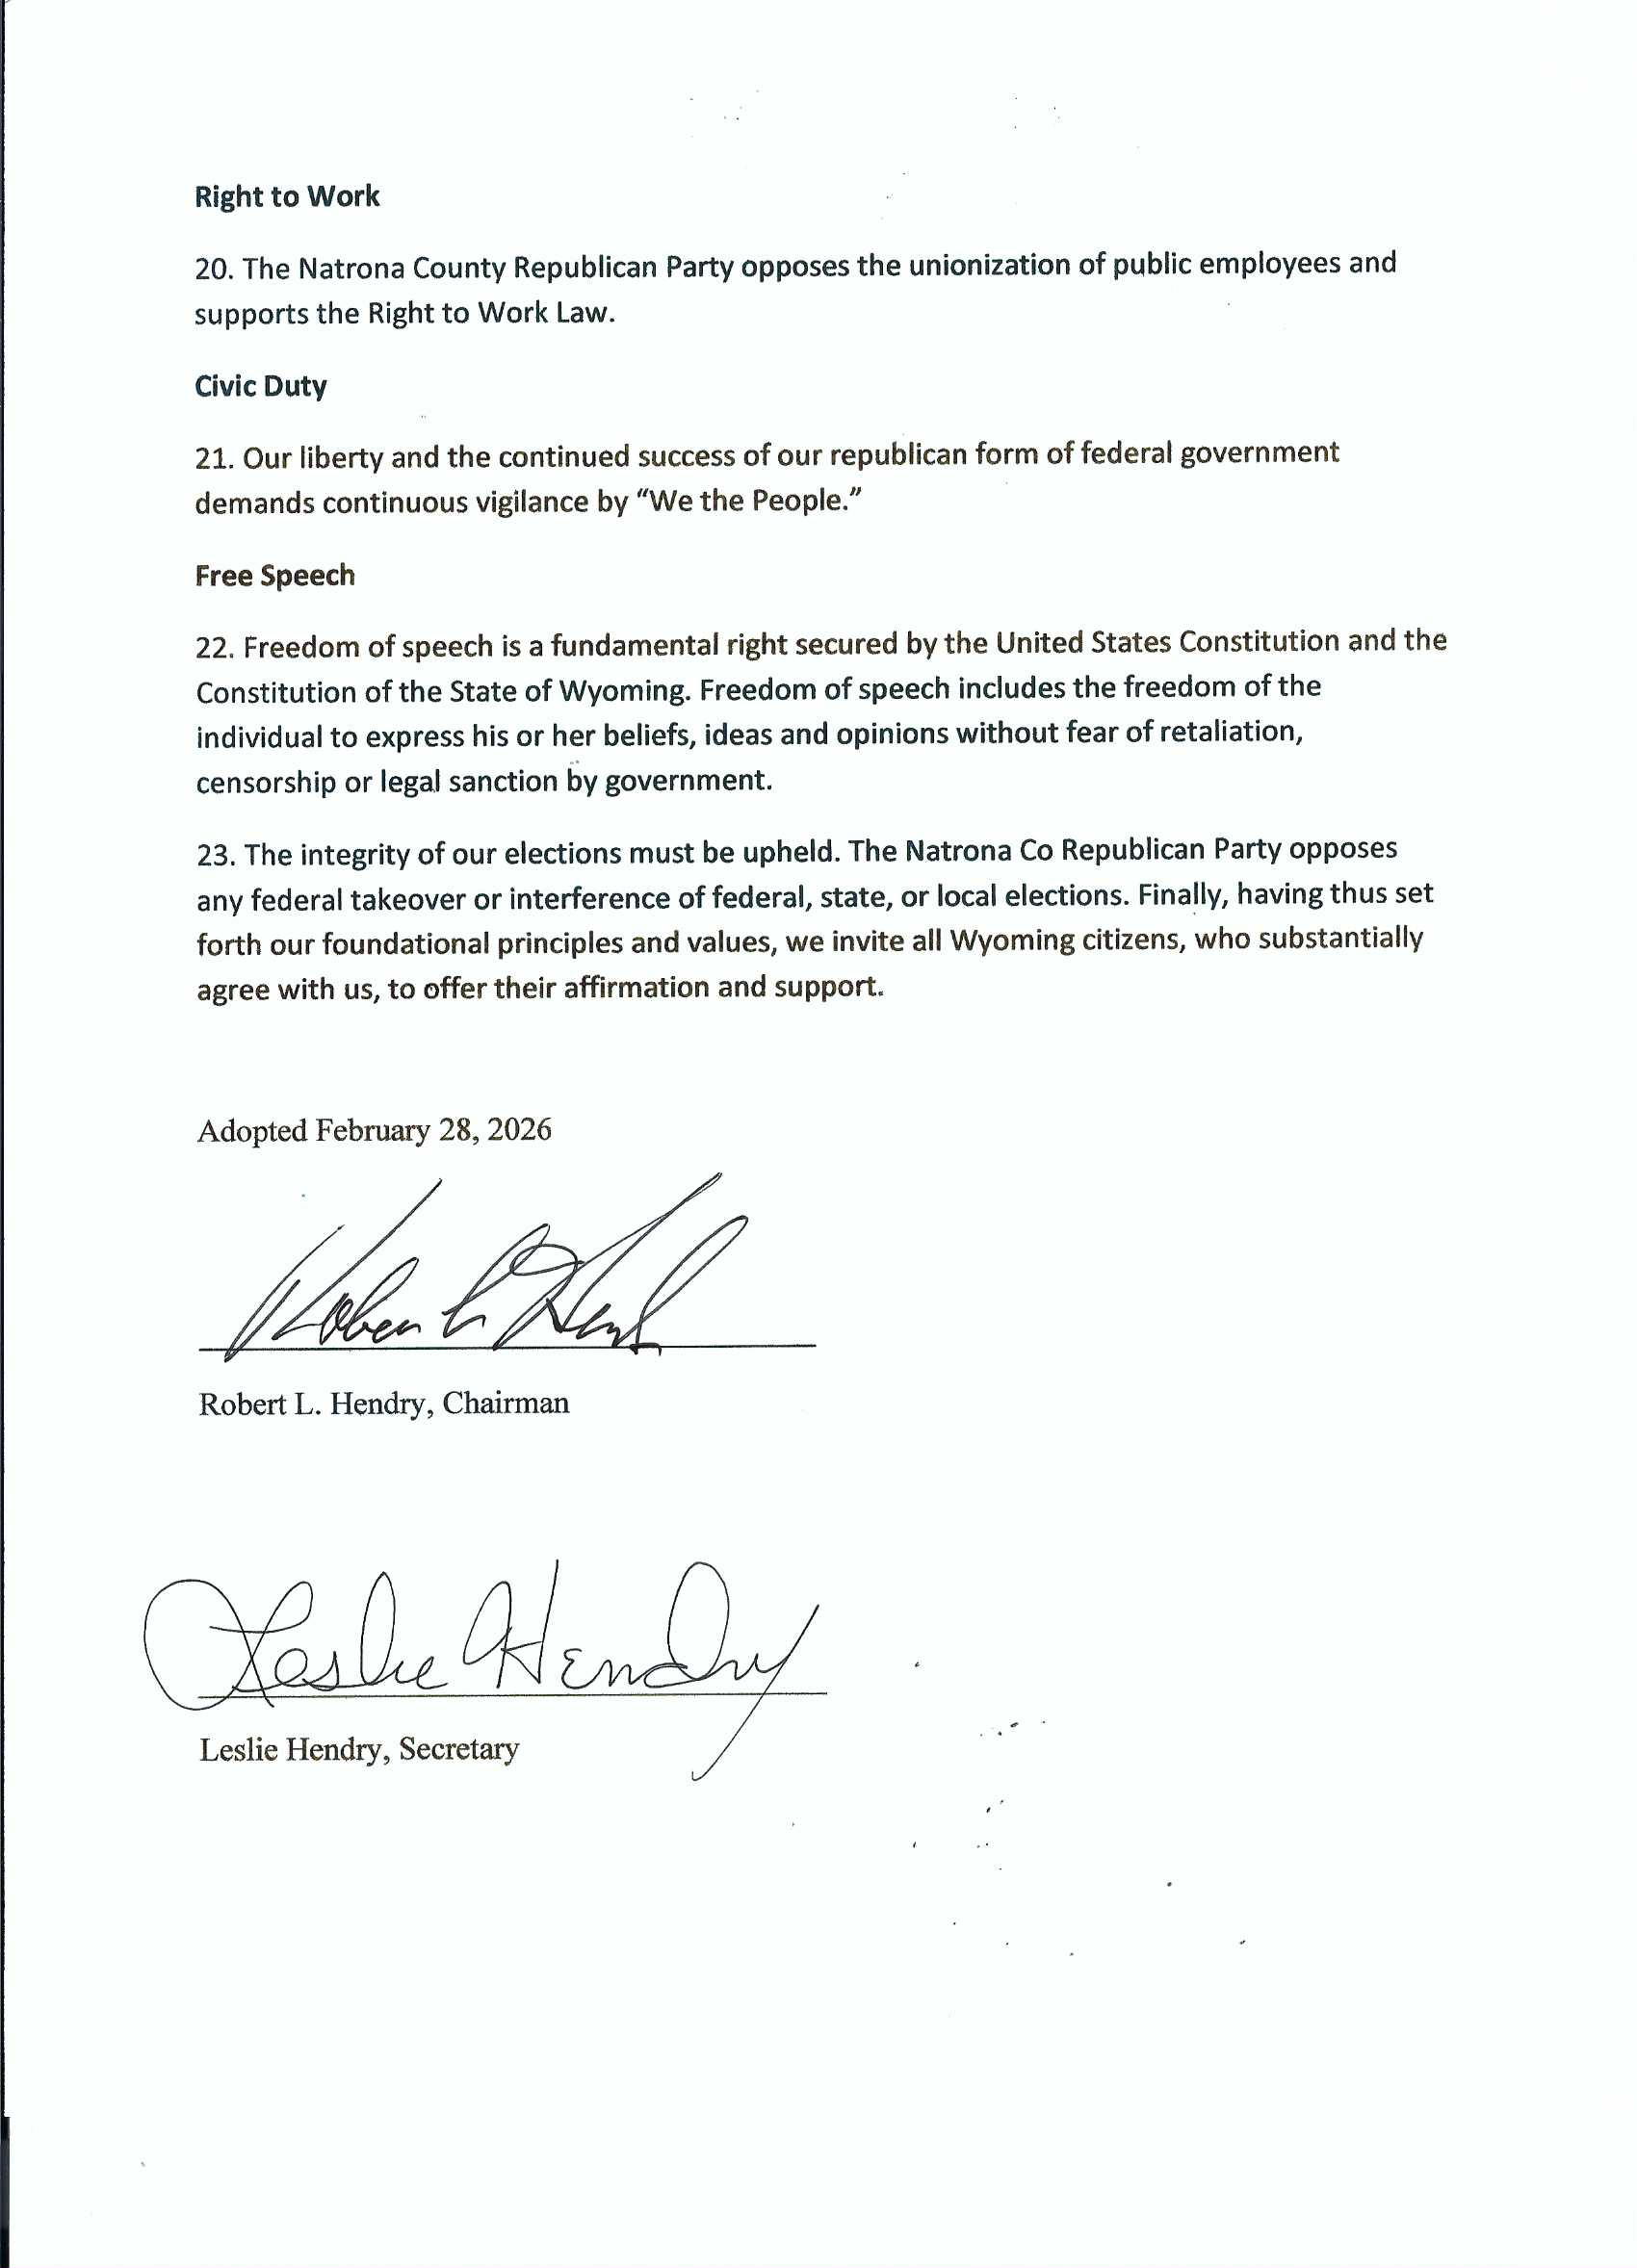 Right to Work
20. The Natrona County Republican Party opposes the unionization of public employees and
supports the Right to Work Law.
Civic Duty
21. Our liberty and the continued success of our republican form of federal government
demands continuous vigilance by “We the People.”
Free Speech
22. Freedom of speech is a fundamental right secured by the United States Constitution and the
Constitution of the State of Wyoming. Freedom of speech includes the freedom of the
individual to express his or her beliefs, ideas and opinions without fear of retaliation,
censorship or legal sanction by government.
23. The integrity of our elections must be upheld. The Natrona Co Republican Party opposes
any federal takeover or interference of federal, state, or local elections. Finally, having thus set
forth our foundational principles and values, we invite all Wyoming citizens, who substantially
agree with us, to offer their affirmation and support.
Adopted February 28, 2026
Robert L. Hendry, Chairman
Leslie Hendry
Leslie Hendry, Secretary